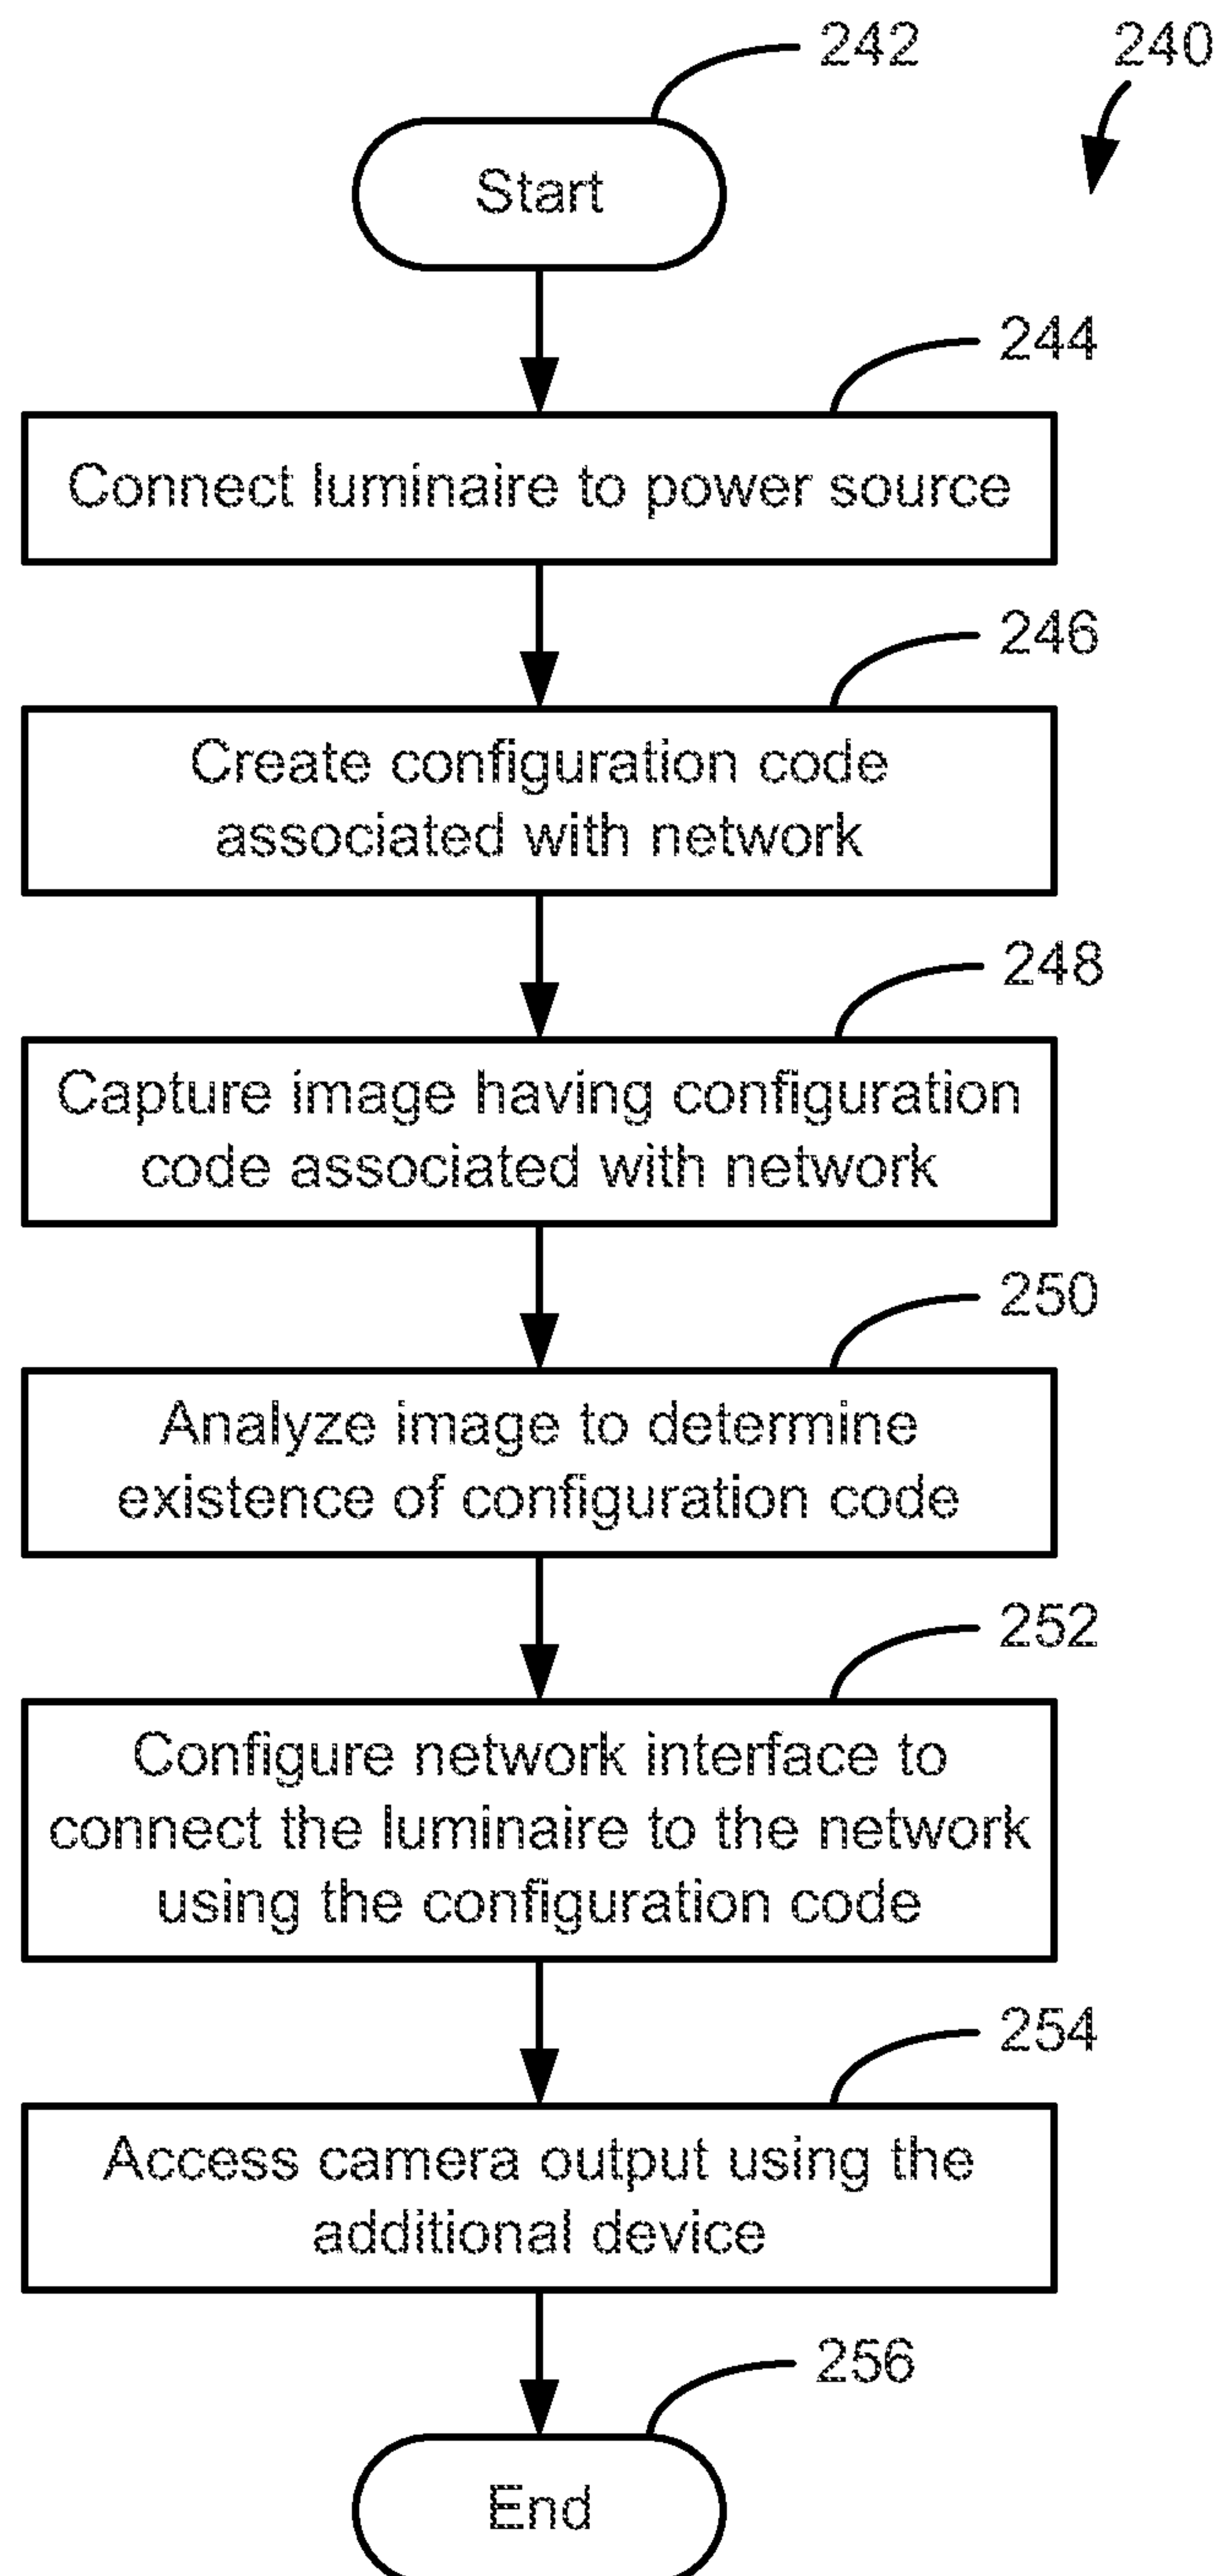 242
240
Start
244
Connect luminaire to power source
246
Create configuration code
associated with network
248
Capture image having configuration
code associated with network
250
Analyze image to determine
existence of configuration code
252
Configure network interface to
connect the luminaire to the network
using the configuration code
254
Access camera output using the
additional device
256
End